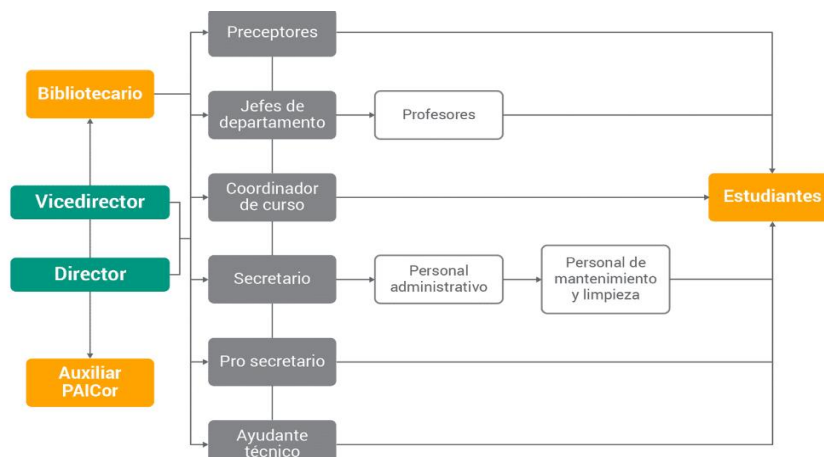 Preceptores
Bibliotecario
Jefes de
departamento
Profesores
Vicedirector
Coordinador
de curso
Estudiantes
Director
Secretario
Personal
administrativo
Personal de
mantenimiento
y limpieza
Auxiliar
PAICor
Pro secretario
Ayudante
técnico